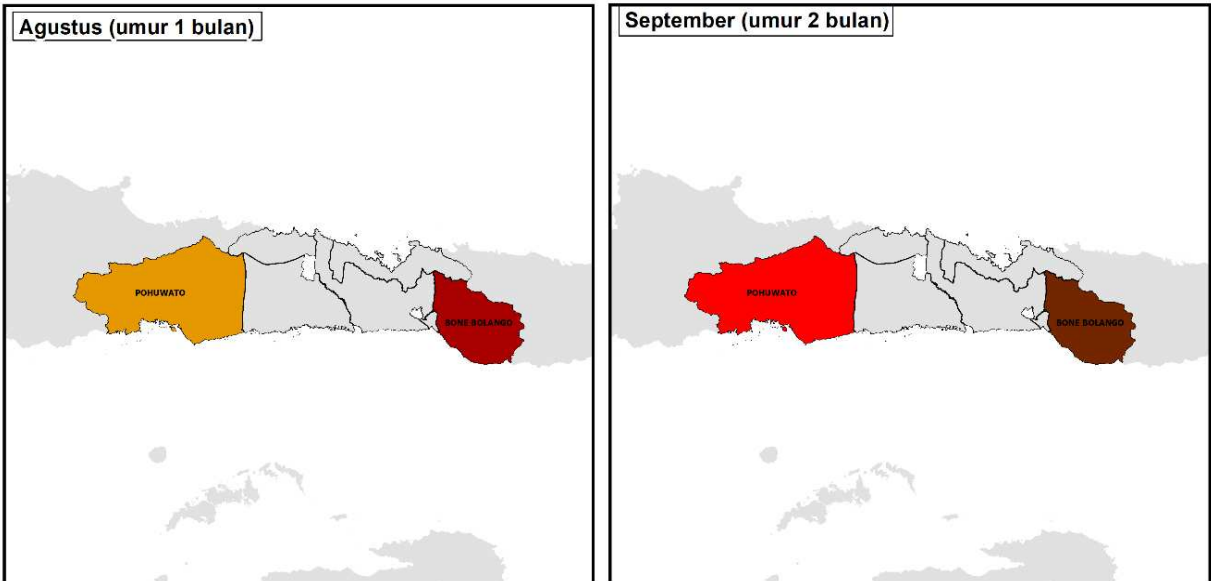 Agustus (umur 1 bulan)
POHUWATO
BONE BOLANGO
September (umur 2 bulan)
POHUWATO
BONE BOLANGO